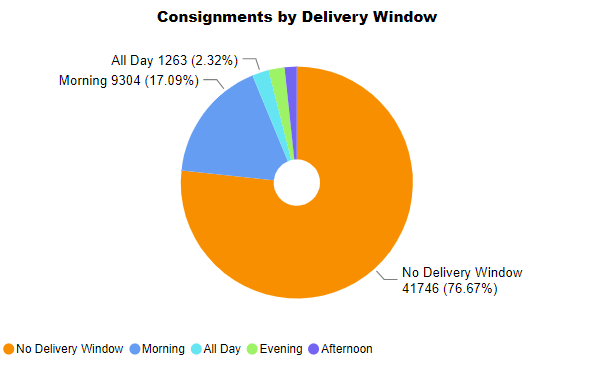 Consignments by Delivery Window
All Day 1263 (2.32%)
Morning 9304 (17.09%)
No Delivery Window
41746 (76.67%)
No Delivery Window Morning All Day Evening Afternoon